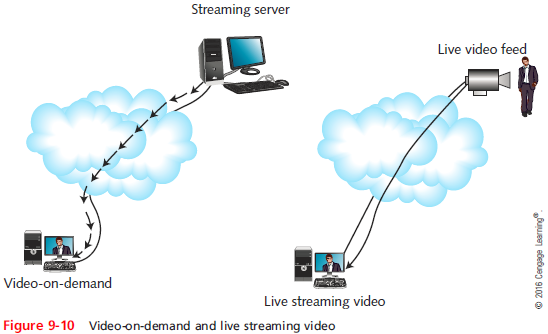 Streaming server
Live video feed
Video-on-demand
Live streaming video
© 2016 Cengage Learning®.
Figure 9-10 Video-on-demand and live streaming video